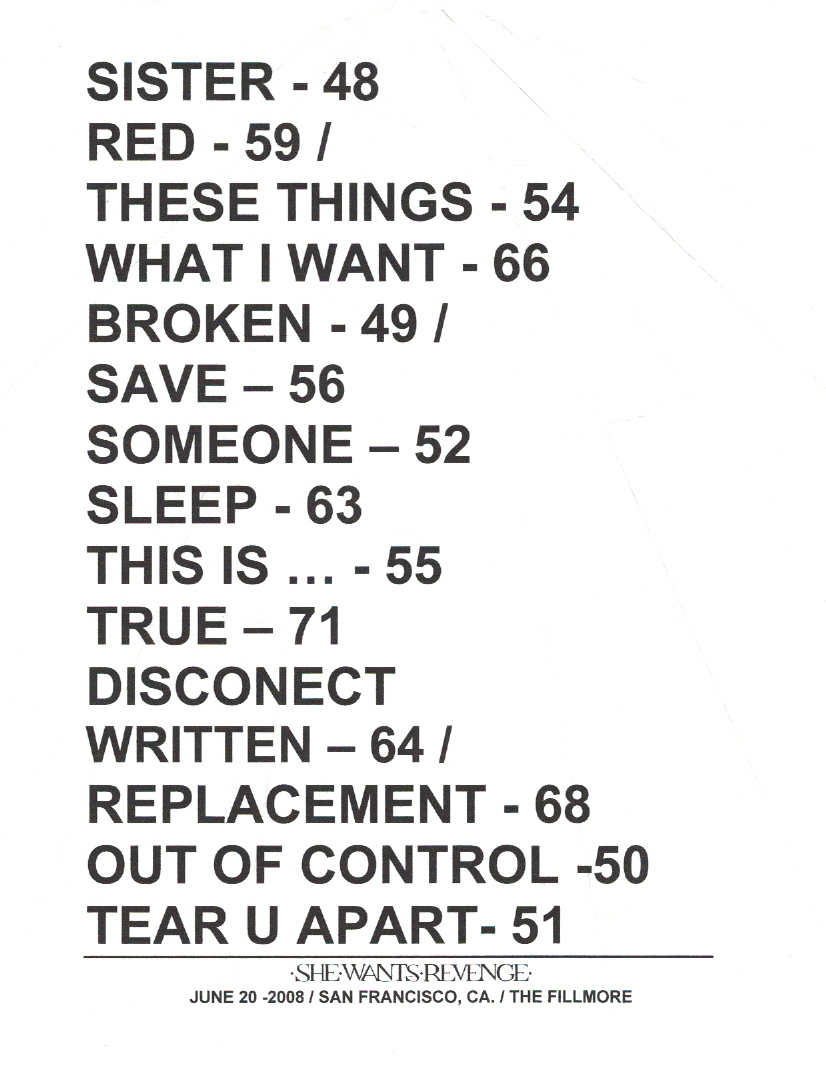 SISTER - 48
RED - 59 /
THESE THINGS - 54
WHAT I WANT - 66
BROKEN - 49 /
SAVE – 56
SOMEONE – 52
SLEEP - 63
THIS IS … - 55
TRUE – 71
DISCONECT
WRITTEN – 64 /
REPLACEMENT - 68
OUT OF CONTROL -50
TEAR U APART- 51
·SHE·WANTS·REVENGE·
JUNE 20 -2008 / SAN FRANCISCO, CA. / THE FILLMORE